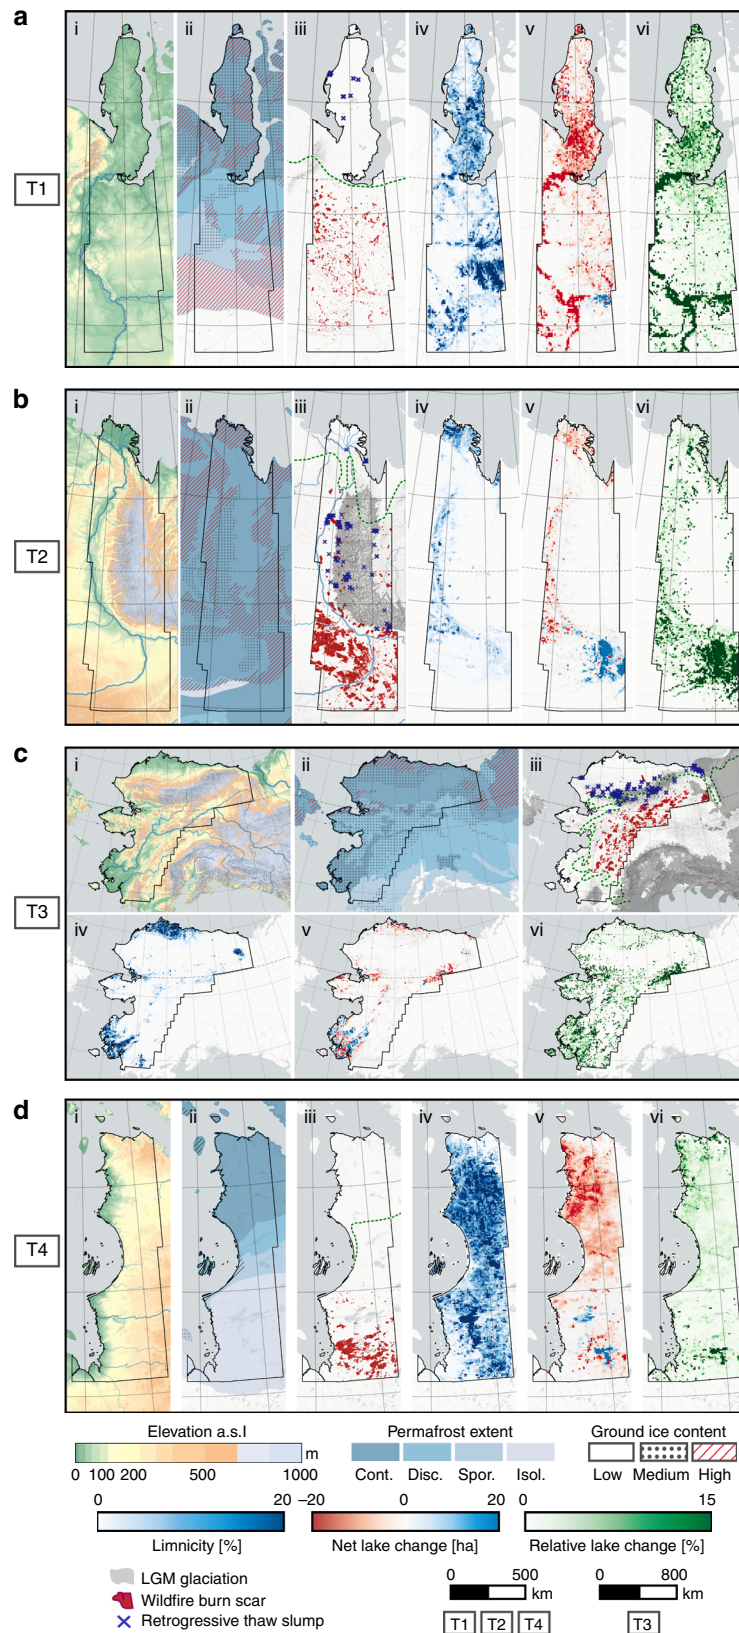 a
i ii iii iv v vi
T1
b
i ii iii iv v vi
T2
c
i ii iii
T3
iv v vi
d
i ii iii iv v vi
T4
Elevation a.s.l
m
0 100 200 500 1000
Permafrost extent
Cont. Disc. Spor. Isol.
Ground ice content
Low Medium High
0 20
Limnicity [%]
–20 0 20
Net lake change [ha]
0 15
Relative lake change [%]
LGM glaciation
Wildfire burn scar
Retrogressive thaw slump
0 500
km
T1 T2 T4
0 800
km
T3